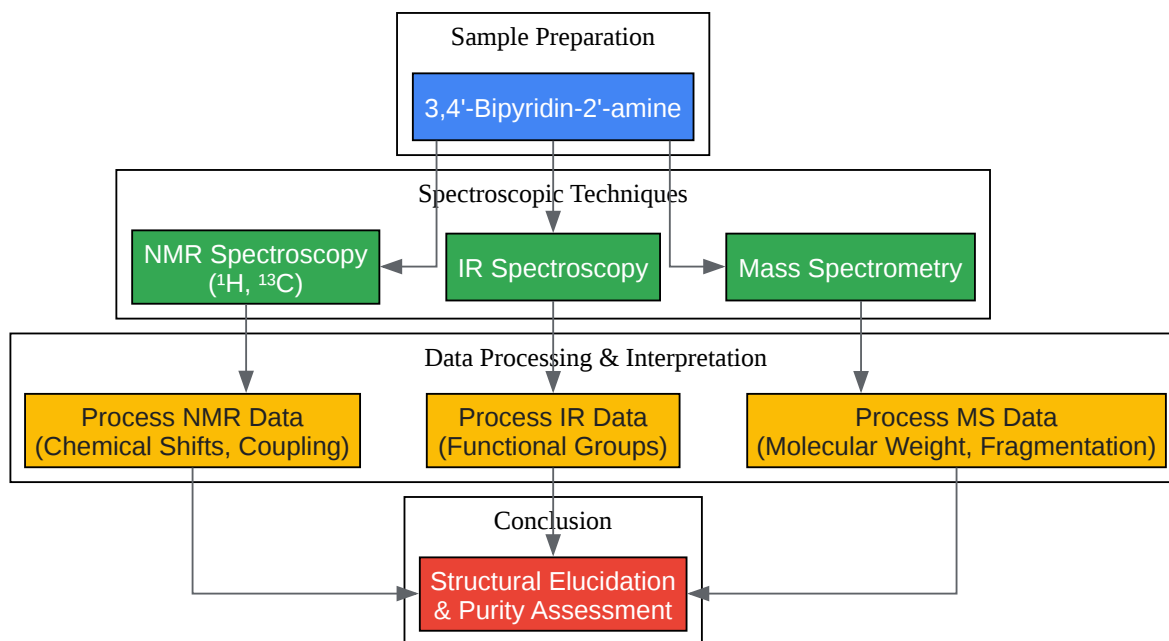 Sample Preparation
3,4'-Bipyridin-2'-amine
Spectroscopic Techniques
NMR Spectroscopy
(¹H, ¹³C)
IR Spectroscopy
Mass Spectrometry
Data Processing & Interpretation
Process NMR Data
(Chemical Shifts, Coupling)
Process IR Data
(Functional Groups)
Process MS Data
(Molecular Weight, Fragmentation)
Conclusion
Structural Elucidation
& Purity Assessment